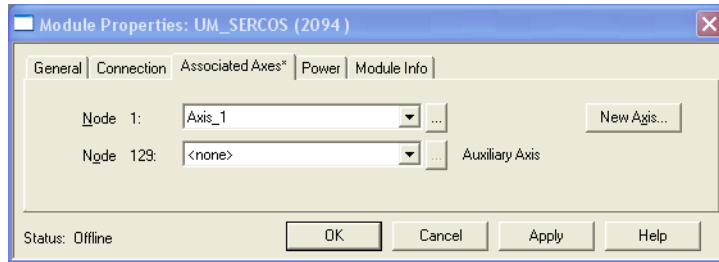 Module Properties: UM_SERCOS (2094 )
General Connection Associated Axes* Power Module Info
Node 1: Axis_1 ... New Axis...
Node 129: <none> ... Auxiliary Axis
Status: Offline OK Cancel Apply Help